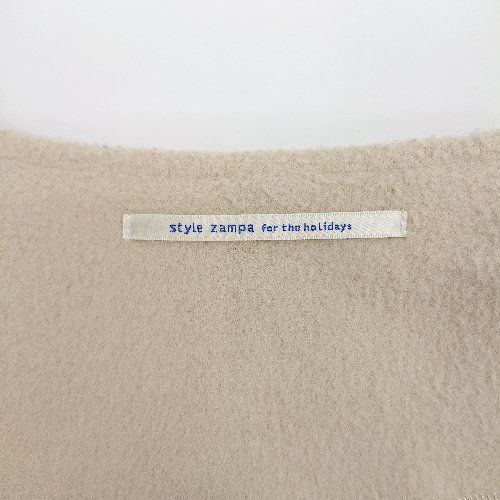 style zampa for the holidays